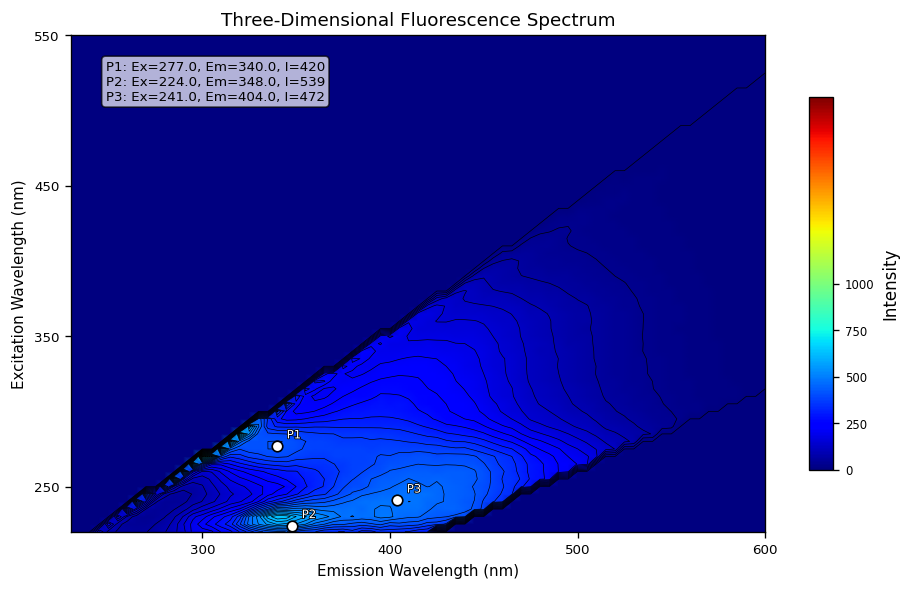 Three-Dimensional Fluorescence Spectrum
550
450
350
250
Excitation Wavelength (nm)
P1: Ex=277.0, Em=340.0, I=420
P2: Ex=224.0, Em=348.0, I=539
P3: Ex=241.0, Em=404.0, I=472
P1
P3
P2
300
400
500
600
Emission Wavelength (nm)
1000
750
500
250
0
Intensity